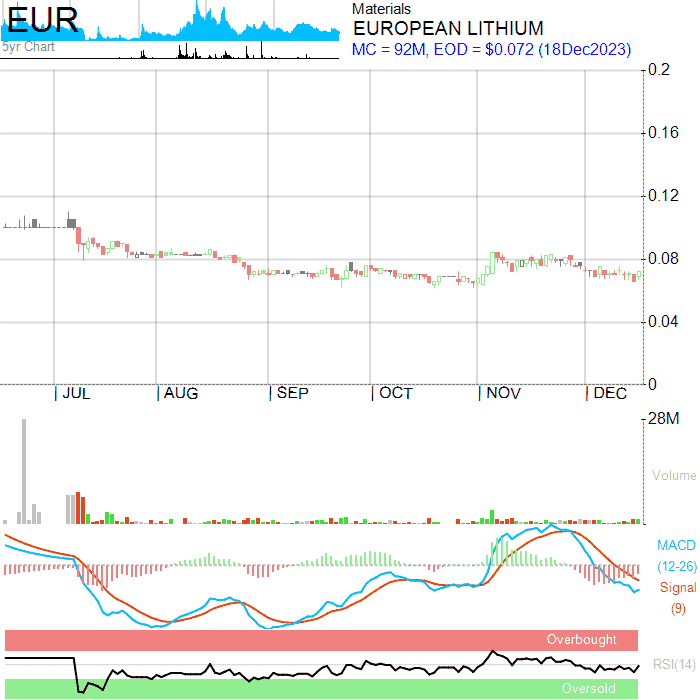 EUR
5yr Chart
Materials
EUROPEAN LITHIUM
MC = 92M, EOD = $0.072 (18Dec2023)
0.2
0.16
0.12
0.08
0.04
0
JUL AUG SEP OCT NOV DEC
28M
Volume
MACD
(12-26)
Signal
(9)
Overbought
RSI(14)
Oversold